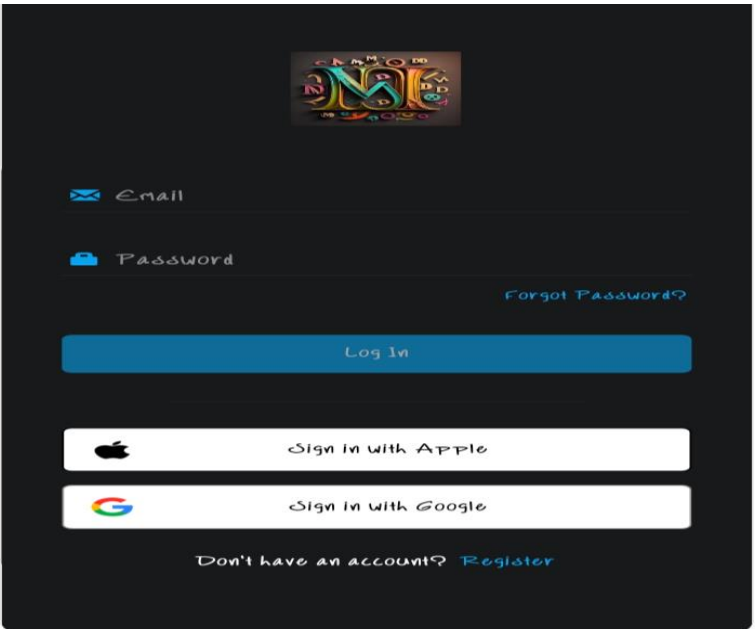 Email
Password
Forgot Password?
Log In
Sign in with Apple
Sign in with Google
Don't have an account? Register